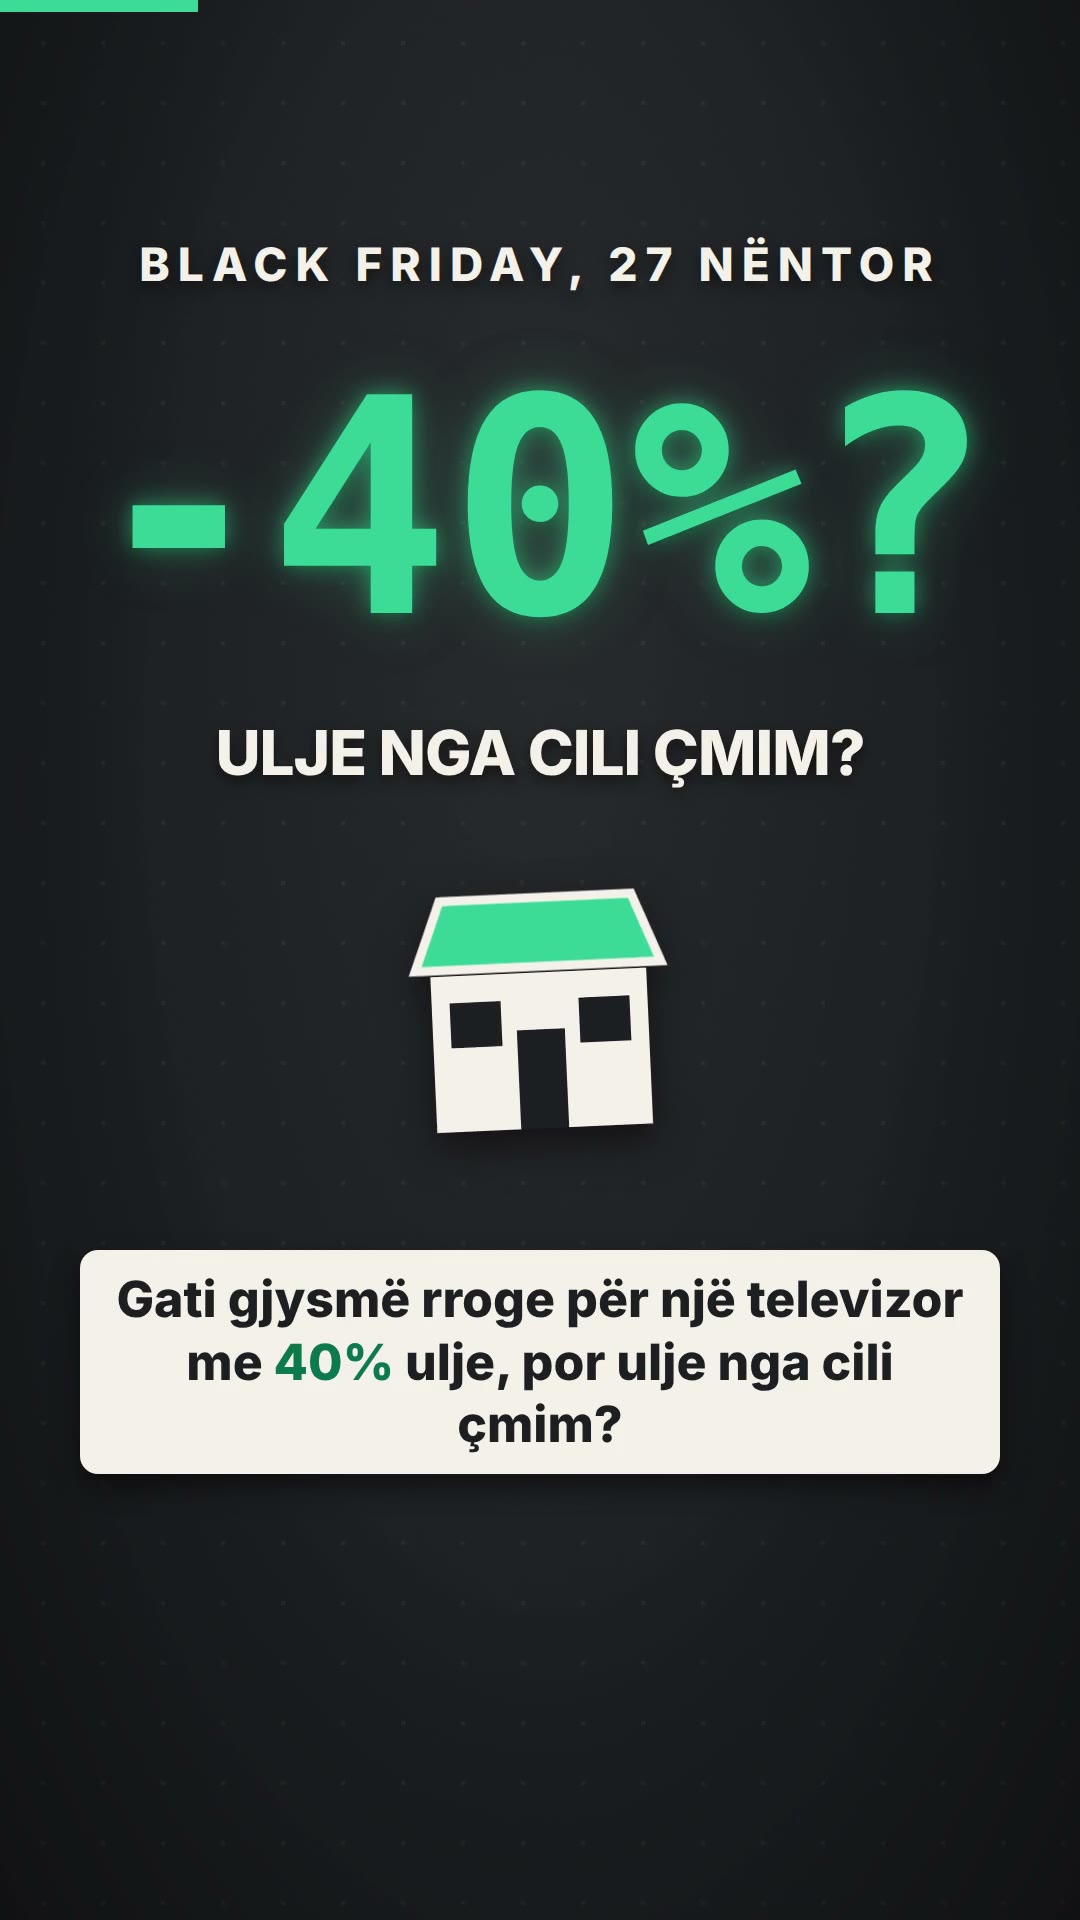 BLACK FRIDAY, 27 NËNTOR
-40%?
ULJE NGA CILI ÇMIM?
Gati gjysmë rroge për një televizor
me 40% ulje, por ulje nga cili
çmim?